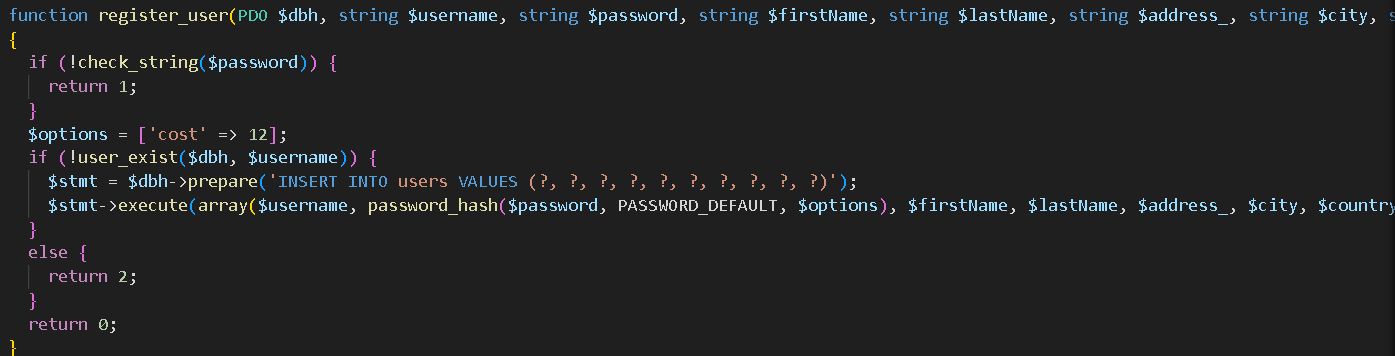 function register_user(PDO $dbh, string $username, string $password, string $firstName, string $lastName, string $address_, string $city,
{
if (!check_string($password)) {
return 1;
}
$options = ['cost' => 12];
if (!user_exist($dbh, $username)) {
$stmt = $dbh->prepare('INSERT INTO users VALUES (?, ?, ?, ?, ?, ?, ?, ?, ?, ?)');
$stmt->execute(array($username, password_hash($password, PASSWORD_DEFAULT, $options), $firstName, $lastName, $address_, $city, $country
}
else {
return 2;
}
return 0;
}